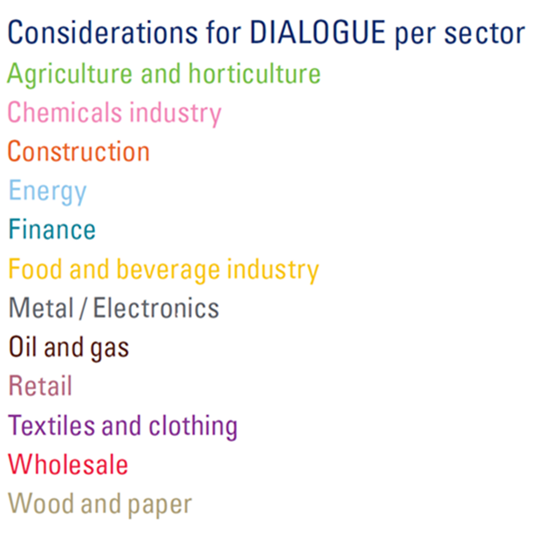 Considerations for DIALOGUE per sector
Agriculture and horticulture
Chemicals industry
Construction
Energy
Finance
Food and beverage industry
Metal / Electronics
Oil and gas
Retail
Textiles and clothing
Wholesale
Wood and paper